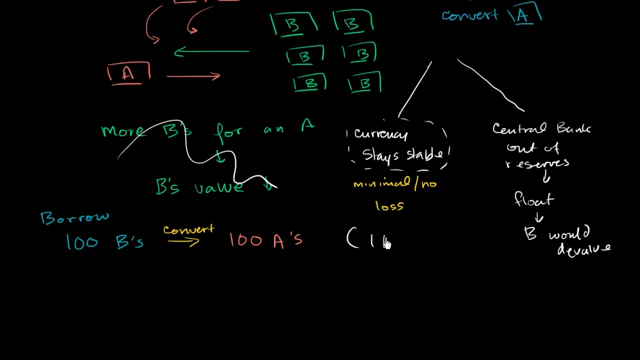 convert A
B B
B B
B B
A
More B's for an A
B's value ↓
currency
stays stable
minimal/no
loss
Central Bank
out of
reserves
float
B would
devalue
Borrow
100 B's convert → 100 A's (1